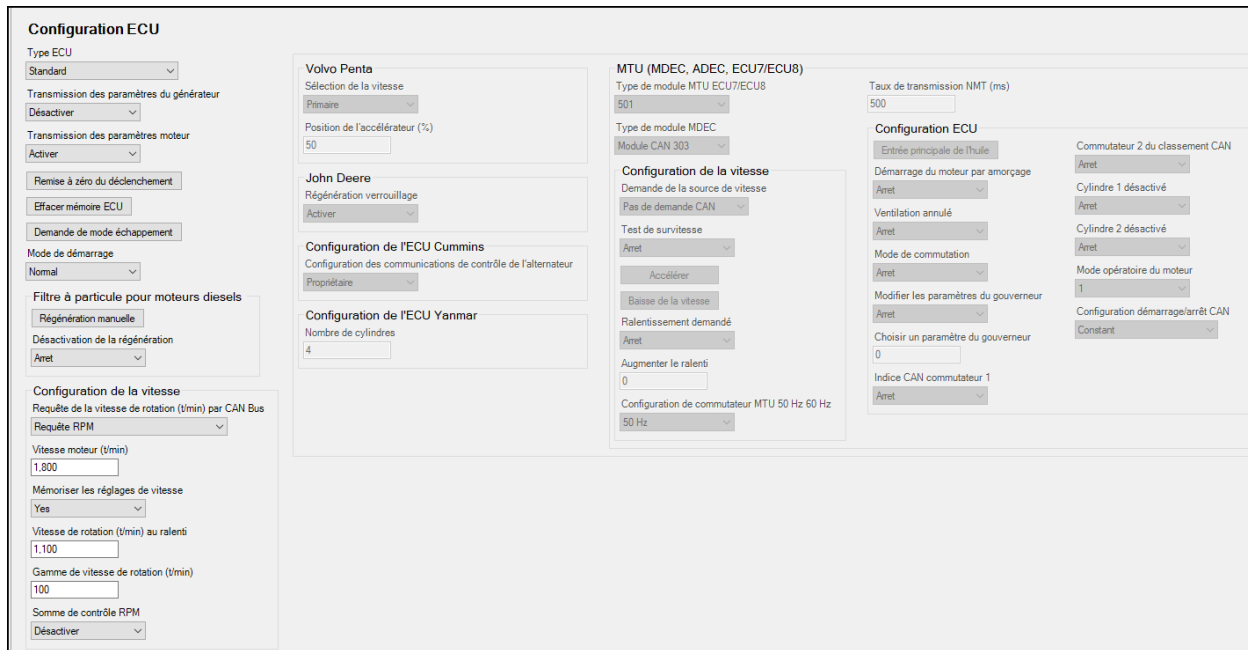 Configuration ECU
Type ECU
Standard
Transmission des paramètres du générateur
Désactiver
Transmission des paramètres moteur
Activer
Remise à zéro du déclenchement
Effacer mémoire ECU
Demande de mode échappement
Mode de démarrage
Normal
Filtre à particule pour moteurs diesels
Régénération manuelle
Désactivation de la régénération
Arret
Configuration de la vitesse
Requête de la vitesse de rotation (t/min) par CAN Bus
Requête RPM
Vitesse moteur (t/min)
1,800
Mémoriser les réglages de vitesse
Yes
Vitesse de rotation (t/min) au ralenti
1,100
Gamme de vitesse de rotation (t/min)
100
Somme de contrôle RPM
Désactiver
Volvo Penta
Sélection de la vitesse
Primaire
Position de l'accélérateur (%)
50
John Deere
Régénération verrouillage
Activer
Configuration de l'ECU Cummins
Configuration des communications de contrôle de l'alternateur
Propriétaire
Configuration de l'ECU Yanmar
Nombre de cylindres
4
MTU (MDEC, ADEC, ECU7/ECU8)
Type de module MTU ECU7/ECU8
501
Type de module MDEC
Module CAN 303
Configuration de la vitesse
Demande de la source de vitesse
Pas de demande CAN
Test de survitesse
Arret
Accélérer
Baisse de la vitesse
Ralentissement demandé
Arret
Augmenter le ralenti
0
Configuration de commutateur MTU 50 Hz 60 Hz
50 Hz
Taux de transmission NMT (ms)
500
Configuration ECU
Entrée principale de l'huile
Démarrage du moteur par amorçage
Arret
Ventilation annulé
Arret
Mode de commutation
Arret
Modifier les paramètres du gouverneur
Arret
Choisir un paramètre du gouverneur
0
Indice CAN commutateur 1
Arret
Commutateur 2 du classement CAN
Arret
Cylindre 1 désactivé
Arret
Cylindre 2 désactivé
Arret
Mode opératoire du moteur
1
Configuration démarrage/arrêt CAN
Constant